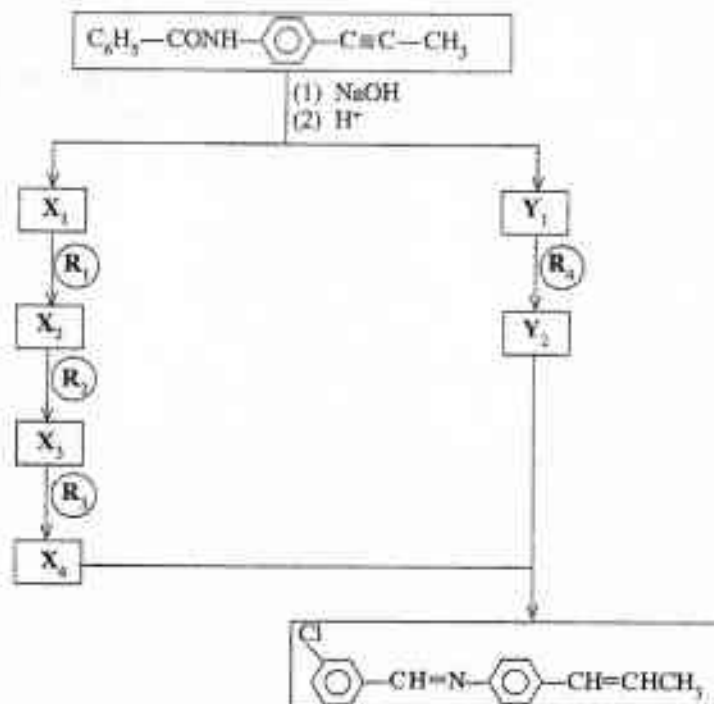 C₆H₅—CONH—⌬—C≡C—CH₃
(1) NaOH
(2) H⁺
X₁ Y₁
R₁ R₄
X₂ Y₂
R₂
X₃
R₃
X₄
Cl
⌬—CH=N—⌬—CH=CHCH₃